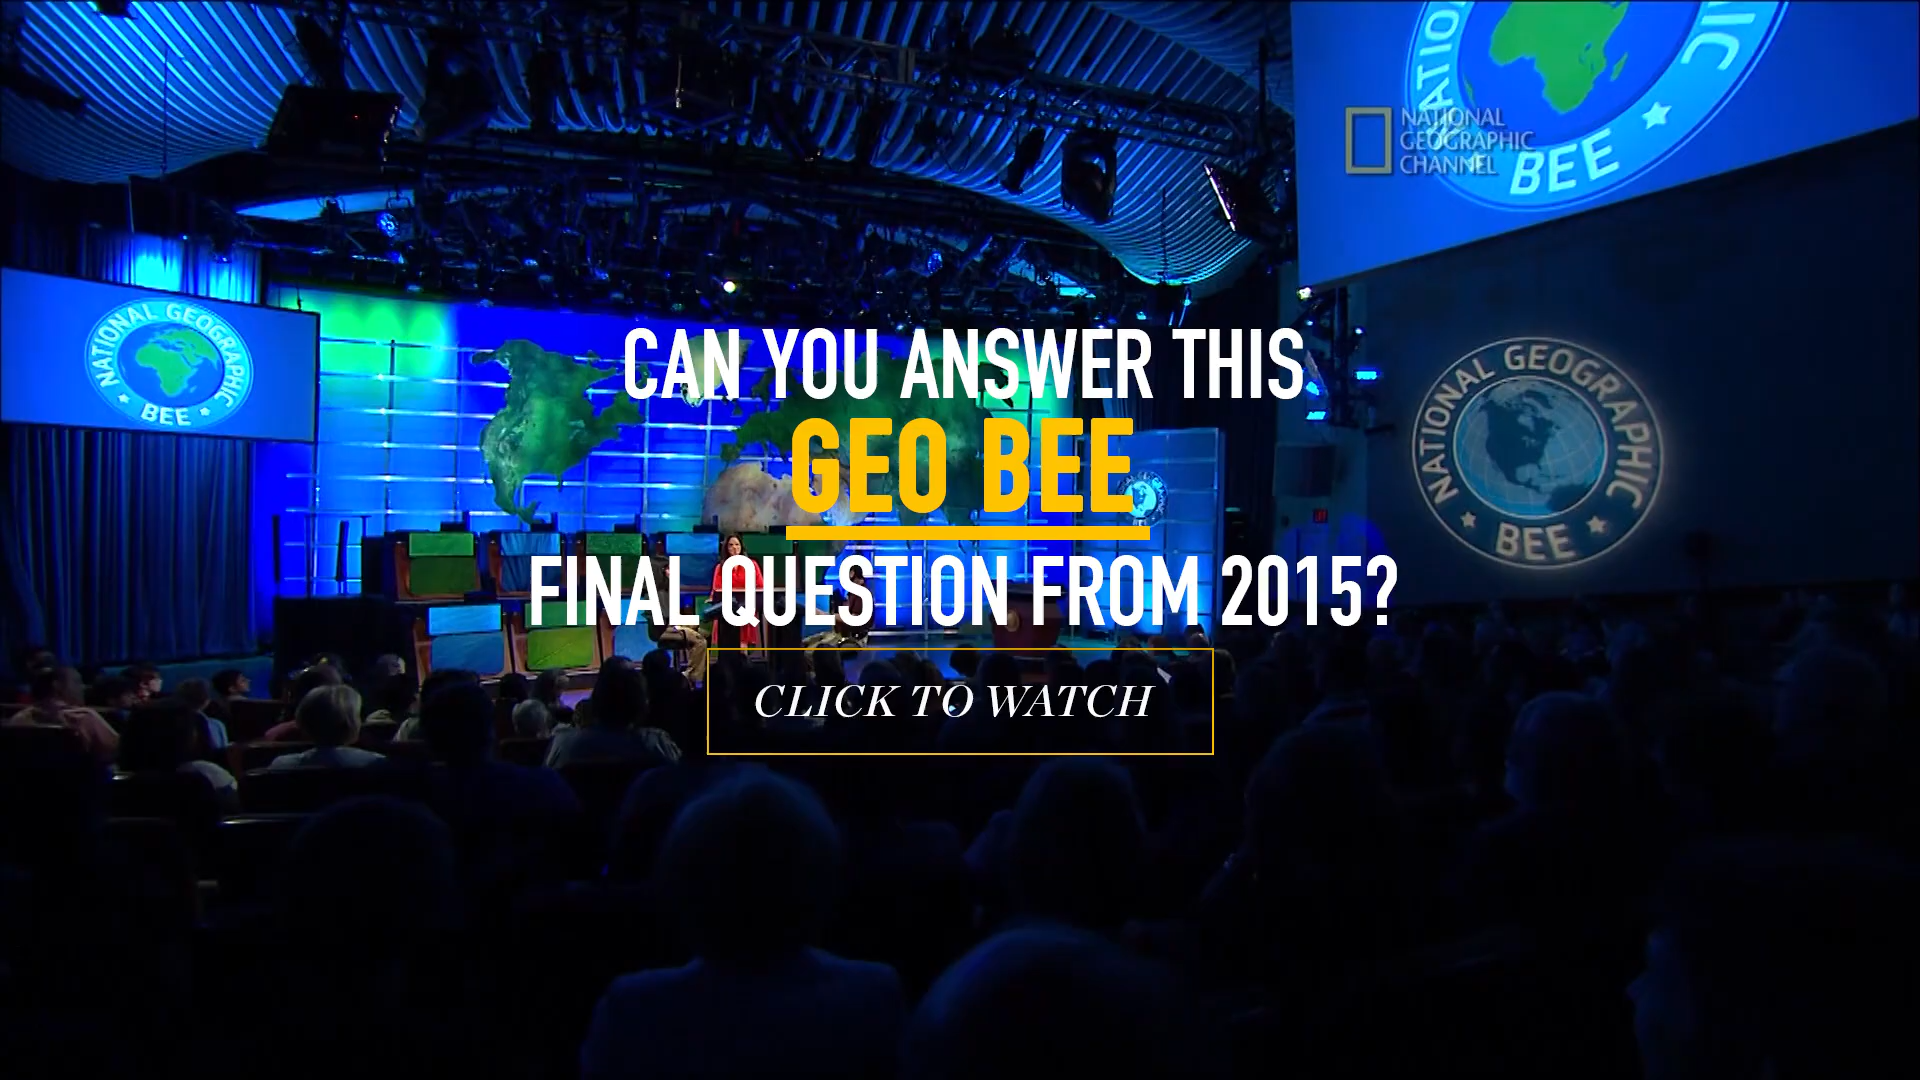 NATIONAL
GEOGRAPHIC
CHANNEL
BEE
NATIONAL GEOGRAPHIC
BEE
NATIONAL GEOGRAPHIC
BEE
CAN YOU ANSWER THIS
GEO BEE
FINAL QUESTION FROM 2015?
CLICK TO WATCH